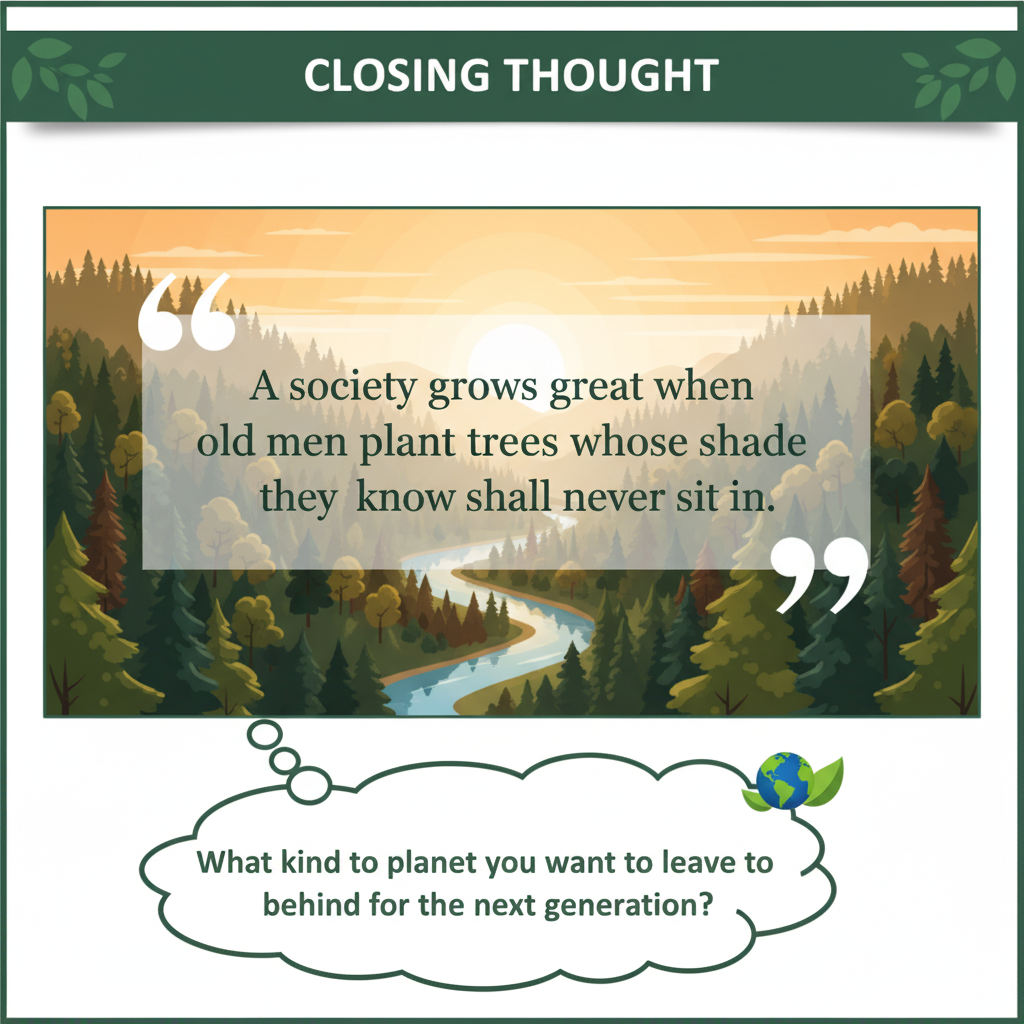 CLOSING THOUGHT
“
A society grows great when
old men plant trees whose shade
they know shall never sit in.
”
What kind to planet you want to leave to
behind for the next generation?